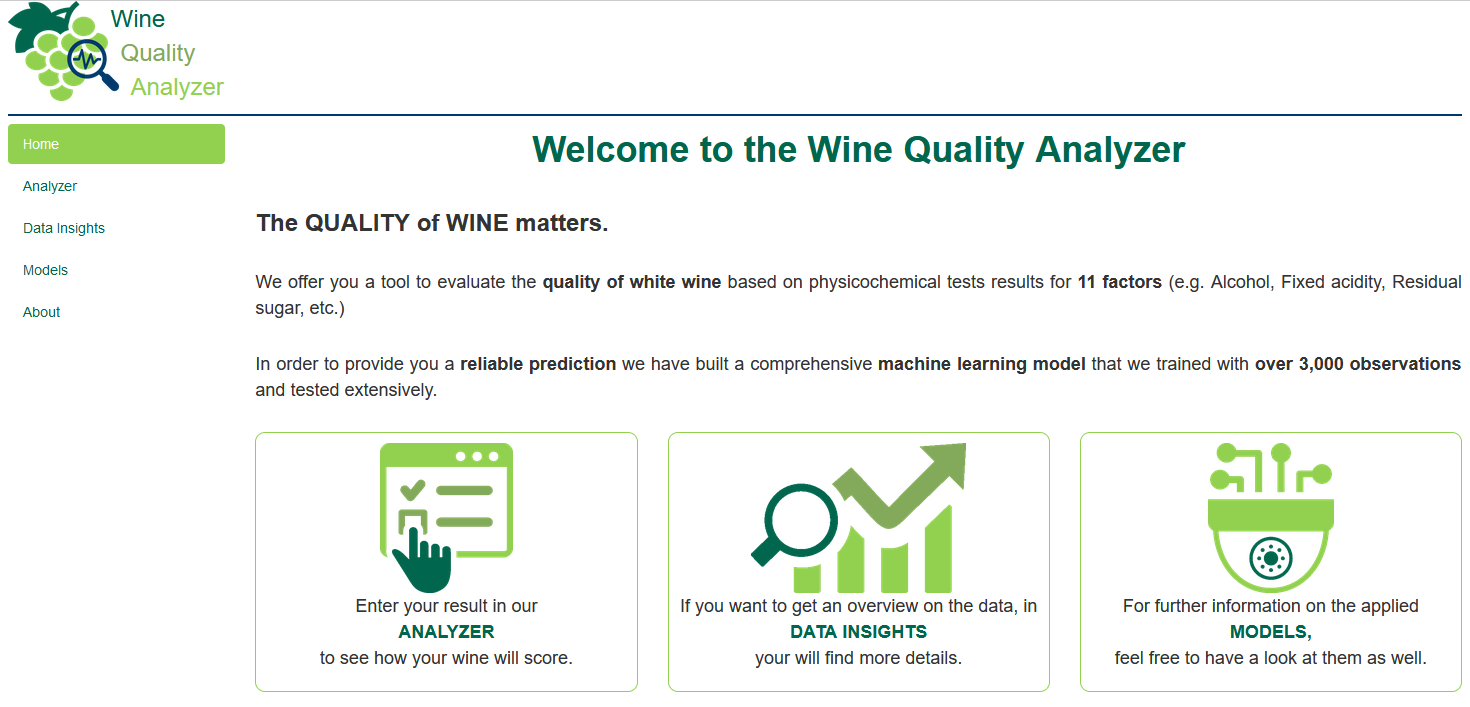 Wine
Quality
Analyzer
Home
Analyzer
Data Insights
Models
About
Welcome to the Wine Quality Analyzer
The QUALITY of WINE matters.
We offer you a tool to evaluate the quality of white wine based on physicochemical tests results for 11 factors (e.g. Alcohol, Fixed acidity, Residual
sugar, etc.)
In order to provide you a reliable prediction we have built a comprehensive machine learning model that we trained with over 3,000 observations
and tested extensively.
Enter your result in our
ANALYZER
to see how your wine will score.
If you want to get an overview on the data, in
DATA INSIGHTS
your will find more details.
For further information on the applied
MODELS,
feel free to have a look at them as well.